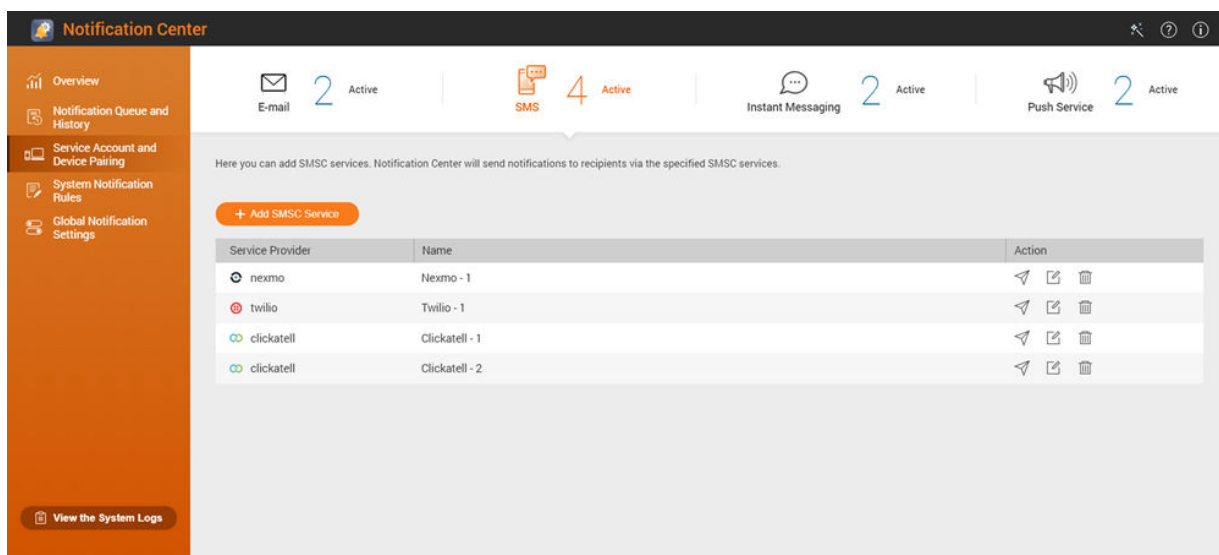 Notification Center
Overview
Notification Queue and
History
Service Account and
Device Pairing
System Notification
Rules
Global Notification
Settings
View the System Logs
E-mail 2 Active
SMS 4 Active
Instant Messaging 2 Active
Push Service 2 Active
Here you can add SMSC services. Notification Center will send notifications to recipients via the specified SMSC services.
+ Add SMSC Service
Service Provider Name Action
nexmo Nexmo - 1
twilio Twilio - 1
clickatell Clickatell - 1
clickatell Clickatell - 2